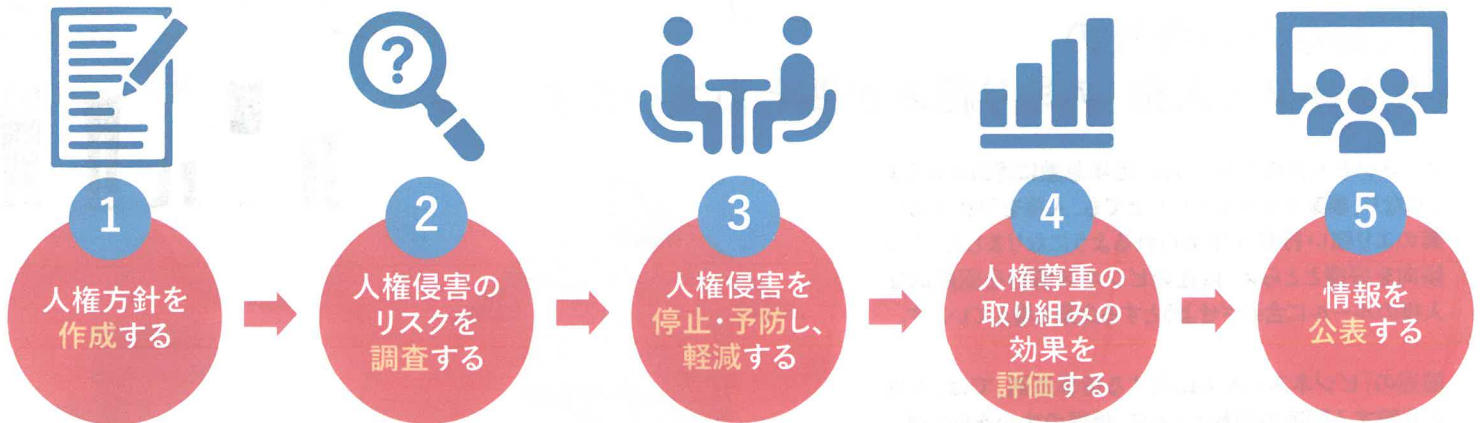 ?
1
人権方針を
作成する
2
人権侵害の
リスクを
調査する
3
人権侵害を
停止・予防し、
軽減する
4
人権尊重の
取り組みの
効果を
評価する
5
情報を
公表する